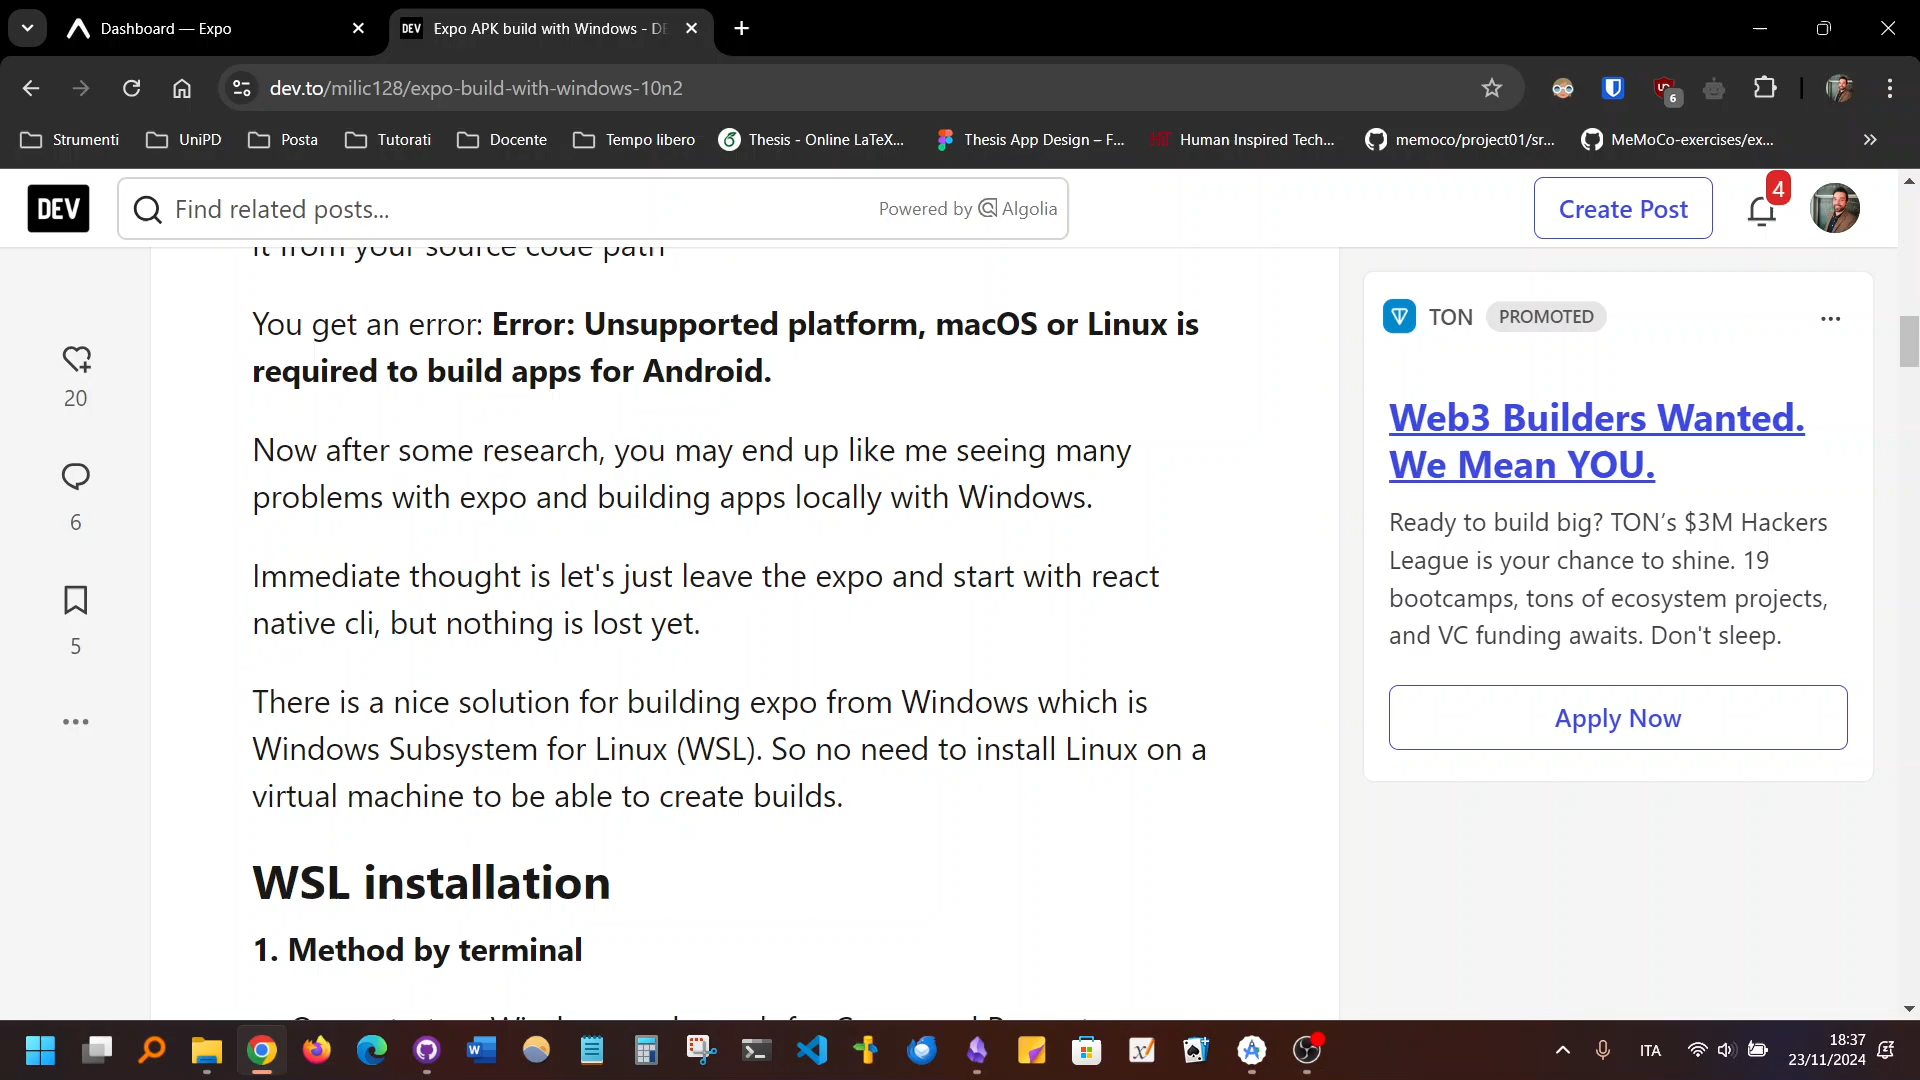 Dashboard — Expo
DEV Expo APK build with Windows - DE
dev.to/milic128/expo-build-with-windows-10n2
6
Strumenti UniPD Posta Tutorati Docente Tempo libero Thesis - Online LaTeX... Thesis App Design – F... Human Inspired Tech... memoco/project01/sr... MeMoCo-exercises/ex...
DEV Find related posts... Powered by Algolia Create Post 4
it from your source code path
You get an error: Error: Unsupported platform, macOS or Linux is
required to build apps for Android.
Now after some research, you may end up like me seeing many
problems with expo and building apps locally with Windows.
Immediate thought is let's just leave the expo and start with react
native cli, but nothing is lost yet.
There is a nice solution for building expo from Windows which is
Windows Subsystem for Linux (WSL). So no need to install Linux on a
virtual machine to be able to create builds.
WSL installation
1. Method by terminal
20
6
5
TON PROMOTED
Web3 Builders Wanted.
We Mean YOU.
Ready to build big? TON’s $3M Hackers
League is your chance to shine. 19
bootcamps, tons of ecosystem projects,
and VC funding awaits. Don't sleep.
Apply Now
ITA
18:37
23/11/2024